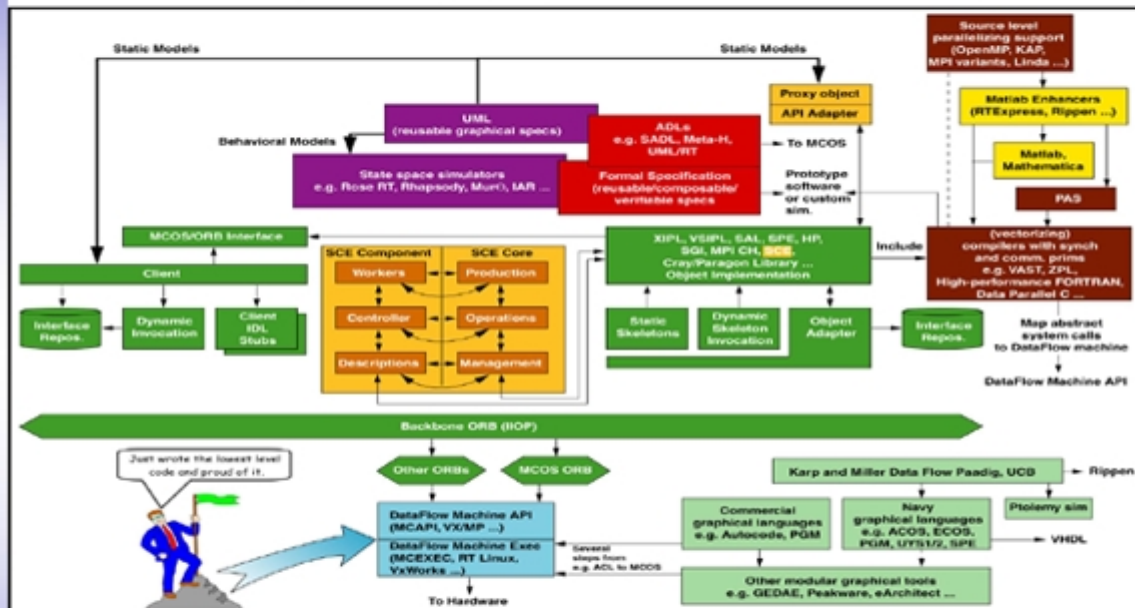 Static Models
Static Models
Source level
parallelizing support
(OpenMP, KAP,
MPI variants, Linda ...)
Proxy object
API Adapter
Matlab Enhancers
(RTExpress, Rippen ...)
UML
(reusable graphical specs)
ADLs
e.g. SADL, Meta-H,
UML/RT
To MCOS
Behavioral Models
Matlab,
Mathematica
State space simulators
e.g. Rose RT, Rhapsody,
IAR ...
Formal Specification
(reusable/composable/
verifiable specs
Prototype
software
or custom
sim.
PAS
MCOS/ORB Interface
SCE Component
SCE Core
XIPL, VSIPL, SAL, SPE, HP,
SGI, MPI CH, SCE,
Cray/Paragon Library ...
Object Implementation
Include
(vectorizing)
compilers with synch
and comm. prims
e.g. VAST, ZPL,
High-performance FORTRAN,
Data Parallel C ...
Client
Workers
Production
Interface
Repos.
Dynamic
Invocation
Client
IDL
Stubs
Controller
Operations
Static
Skeletons
Dynamic
Skeleton
Invocation
Object
Adapter
Interface
Repos.
Map abstract
system calls
to DataFlow machine
Descriptions
Management
DataFlow Machine API
Backbone ORB (IIOP)
Just wrote the lowest level
code and proud of it.
Other ORBs
MCOS ORB
Karp and Miller Data Flow Paadig, UCB
Rippen
DataFlow Machine API
(MCAPI, VX/MP ...)
Commercial
graphical languages
e.g. Autocode, PGM
Navy
graphical languages
e.g. ACOS, ECOS,
PGM, UYS1/2, SPE
Ptolemy sim
VHDL
DataFlow Machine Exec
(MCEXEC, RT Linux,
VxWorks ...)
Several
steps from
e.g. ACL to MCOS
Other modular graphical tools
e.g. GEDAE, Peakware, eArchitect ...
To Hardware